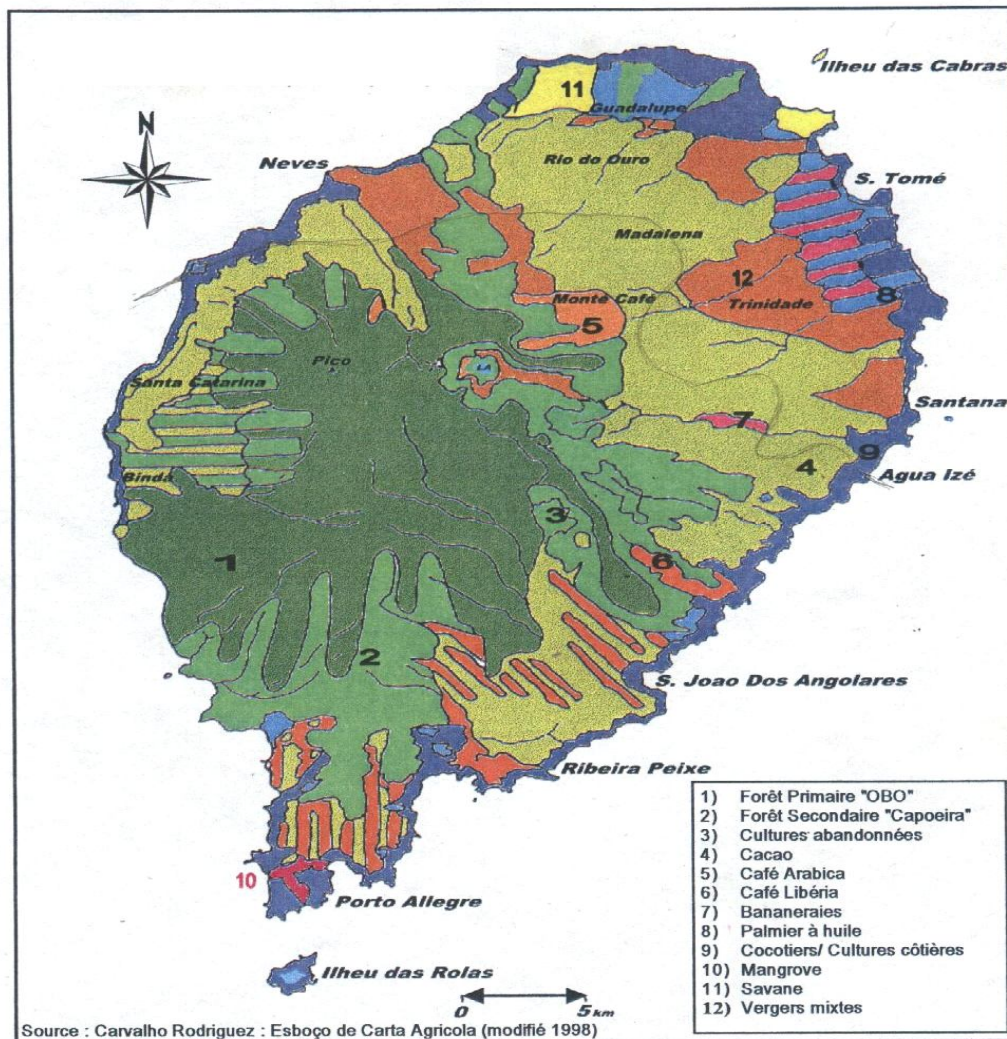 Ilheu das Cabras
11
Guadalupe
N
Neves
Rio do Ouro
S. Tomé
Madalena
12
Monte Café
Trinidade
8
5
Pico
LA
Santa Catarina
Santana
7
9
Binda
4
Agua Izé
3
1
6
2
S. Joao Dos Angolares
Ribeira Peixe
10
Porto Allegre
Ilheu das Rolas
0 5 km
1) Forêt Primaire "OBO"
2) Forêt Secondaire "Capoeira"
3) Cultures abandonnées
4) Cacao
5) Café Arabica
6) Café Libéria
7) Bananeraies
8) Palmier à huile
9) Cocotiers/ Cultures côtières
10) Mangrove
11) Savane
12) Vergers mixtes
Source : Carvalho Rodriguez : Esboço de Carta Agricola (modifié 1998)